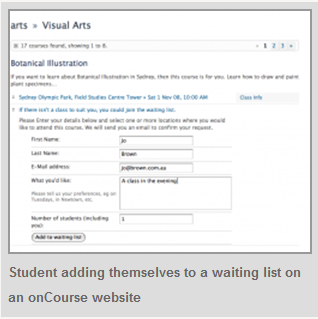 arts » Visual Arts
17 courses found, showing 1 to 8.
« 1 2 3 »
Botanical Illustration
If you want to learn about Botanical Illustration in Sydney, then this course is for you. Learn how to draw and paint
plant specimens...
Sydney Olympic Park, Field Studies Centre Tower • Sat 1 Nov 08, 10:00 AM
Class Info
If there isn't a class to suit you, you could join the waiting list.
Please Enter your details below and select one or more locations where you would
like to attend this course. We will send you an email to confirm your request.
First Name: Jo
Last Name: Brown
E-Mail address: jo@brown.com.au
What you'd like: A class in the evening
Please tell us your preferences, eg on
Tuesdays, in Newtown, etc.
Number of students (including
you): 1
Add to waiting list
Student adding themselves to a waiting list on
an onCourse website